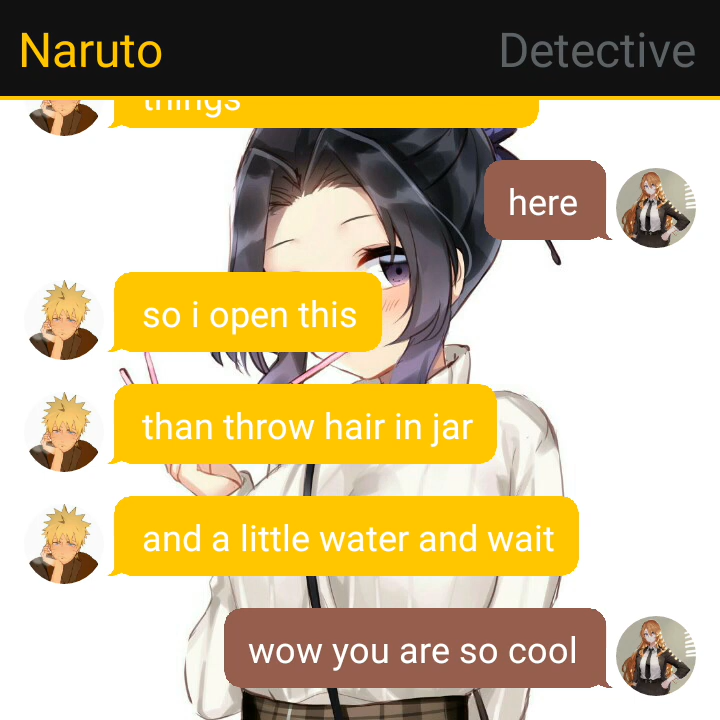 Naruto
Detective
things
here
so i open this
than throw hair in jar
and a little water and wait
wow you are so cool